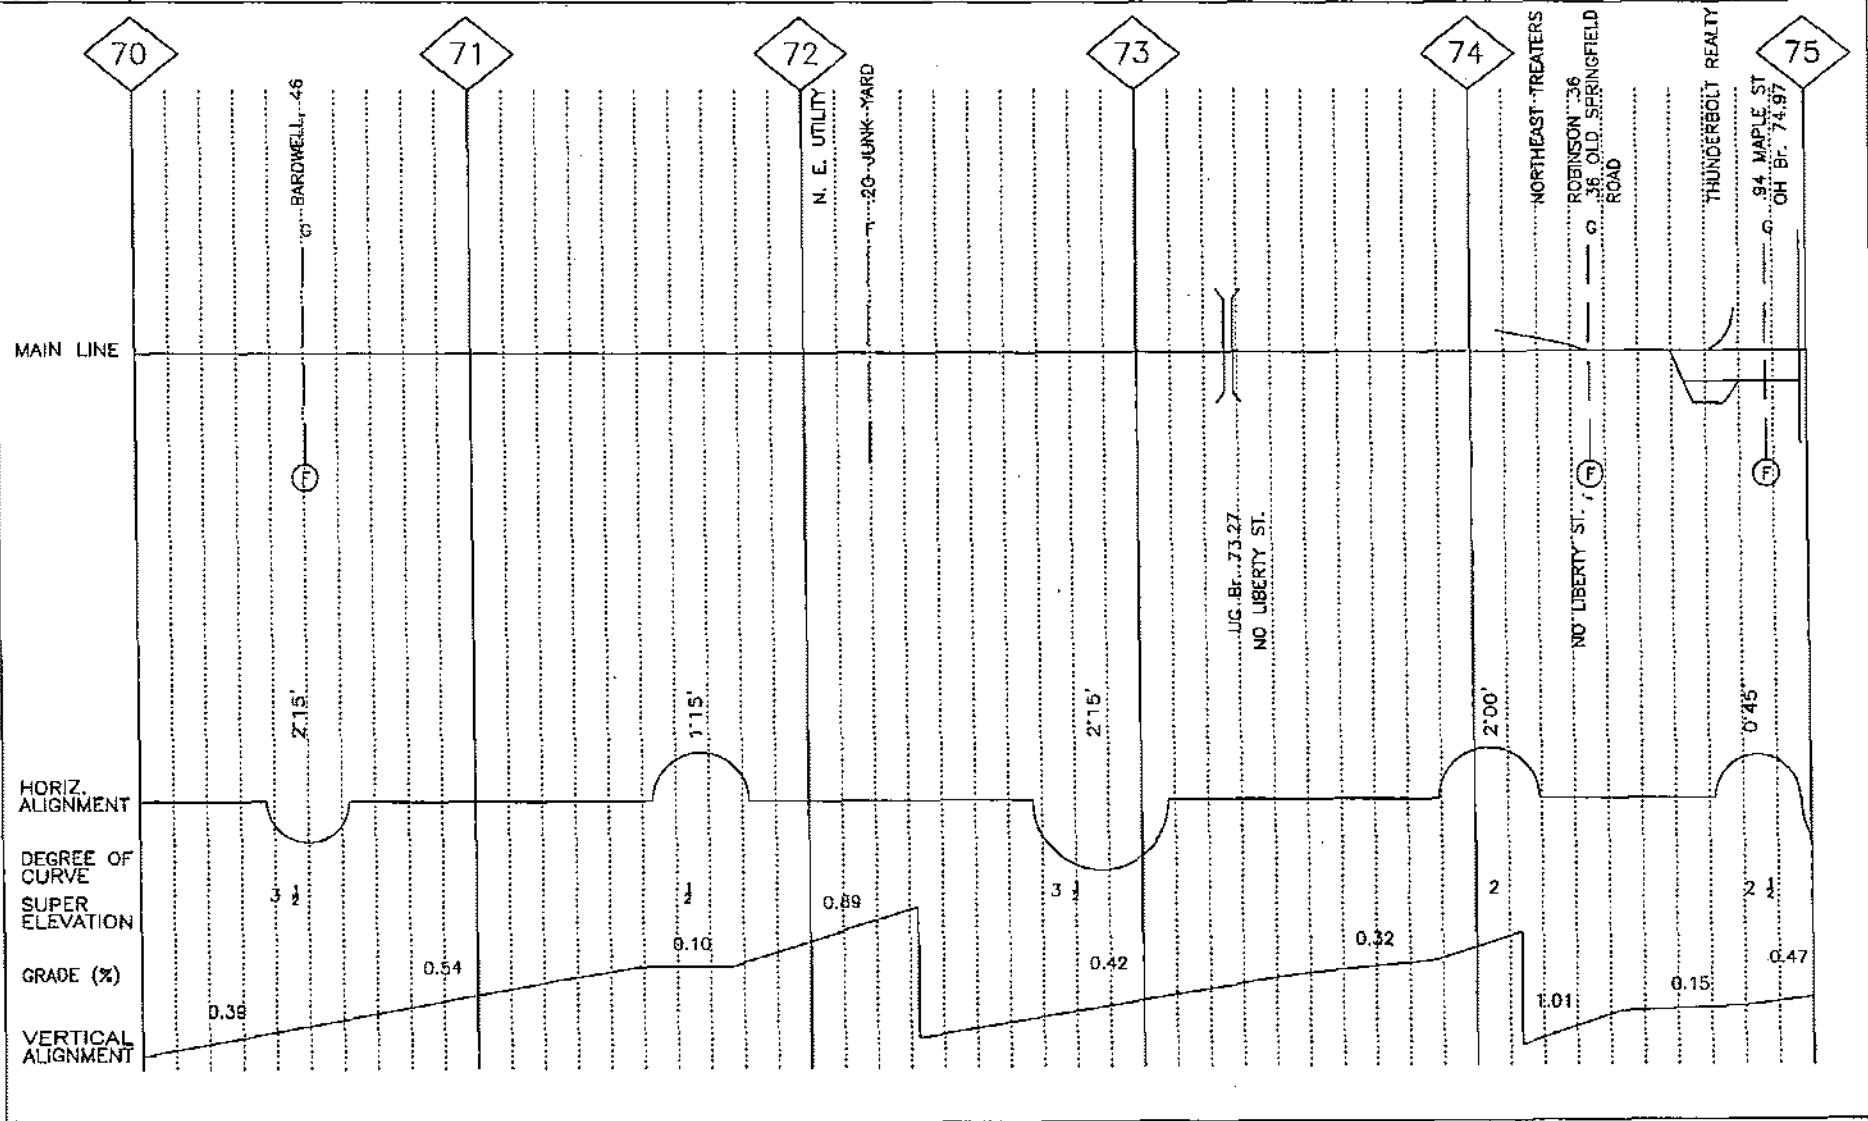 70
71
72
73
74
75
BARDWELL .46
G
N. E. UTILITY
.20 JUNK YARD
F
NORTHEAST TREATERS
ROBINSON .36
.36 OLD SPRINGFIELD
ROAD
G
THUNDERBOLT REALTY
.94 MAPLE ST
OH Br. 74.97
G
MAIN LINE
F
F
F
UG. Br. 73.27
NO LIBERTY ST.
NO LIBERTY ST.
2°15'
1°15'
2°15'
2°00'
0°45'
HORIZ.
ALIGNMENT
DEGREE OF
CURVE
SUPER
ELEVATION
3 ½
½
3 ½
2
2 ½
GRADE (%)
0.39
0.54
0.10
0.89
0.42
0.32
1.01
0.15
0.47
VERTICAL
ALIGNMENT